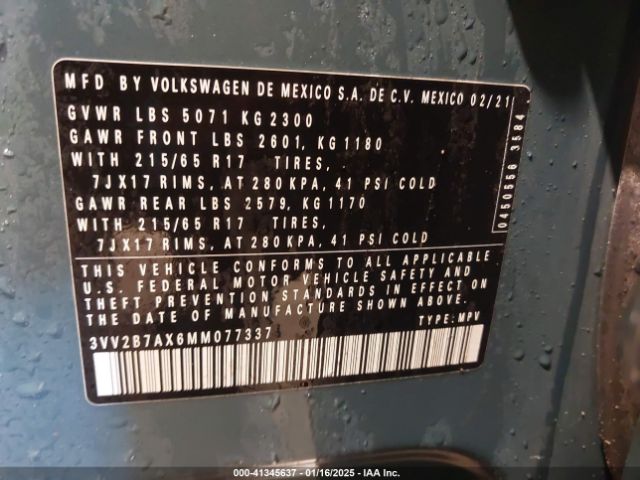 MFD BY VOLKSWAGEN DE MEXICO S.A. DE C.V. MEXICO 02/21
GVWR LBS 5071 KG 2300
GAWR FRONT LBS 2601, KG 1180
WITH 215/65 R17 TIRES,
7JX17 RIMS, AT 280 KPA, 41 PSI COLD
GAWR REAR LBS 2579, KG 1170
WITH 215/65 R17 TIRES,
7JX17 RIMS, AT 280 KPA, 41 PSI COLD
THIS VEHICLE CONFORMS TO ALL APPLICABLE
U.S. FEDERAL MOTOR VEHICLE SAFETY AND
THEFT PREVENTION STANDARDS IN EFFECT ON
THE DATE OF MANUFACTURE SHOWN ABOVE.
3VV2B7AX6MM077337 TYPE: MPV
0450556 3584
000-41345637 - 01/16/2025 - IAA Inc.